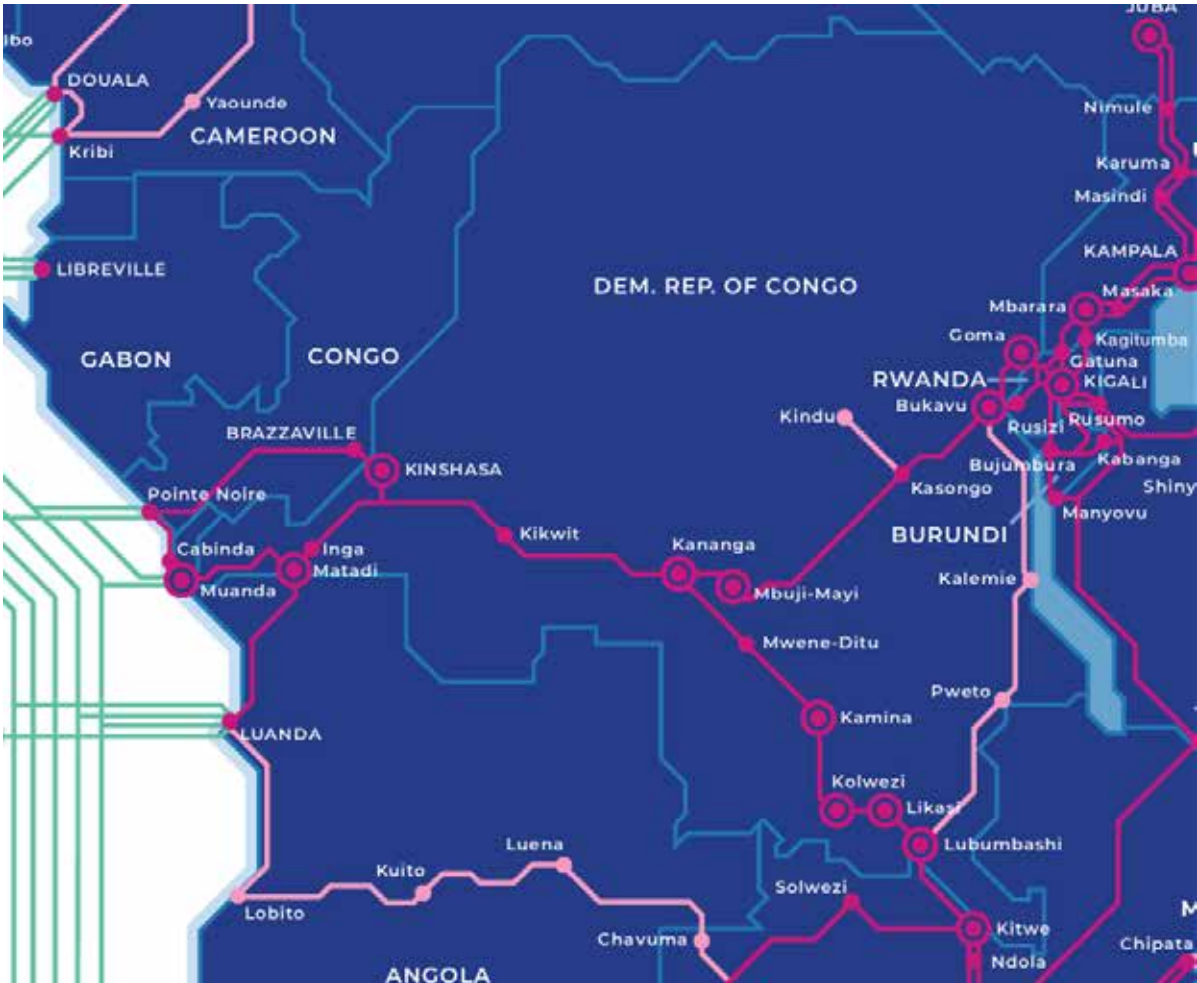 JUBA
DOUALA
Yaounde
Nimule
CAMEROON
Kribi
Karuma
Masindi
KAMPALA
LIBREVILLE
DEM. REP. OF CONGO
Masaka
Mbarara
Goma
Kagitumba
GABON
CONGO
Gatuna
RWANDA
KIGALI
Bukavu
Kindu
Rusizi
Rusumo
BRAZZAVILLE
KINSHASA
Bujumbura
Kabanga
Kasongo
Shiny
Pointe Noire
Manyovu
Kikwit
BURUNDI
Cabinda
Inga
Kananga
Matadi
Kalemie
Muanda
Mbuji-Mayi
Mwene-Ditu
Pweto
Kamina
LUANDA
Kolwezi
Likasi
Luena
Lubumbashi
Kuito
Solwezi
Lobito
Kitwe
Chavuma
Chipata
Ndola
ANGOLA